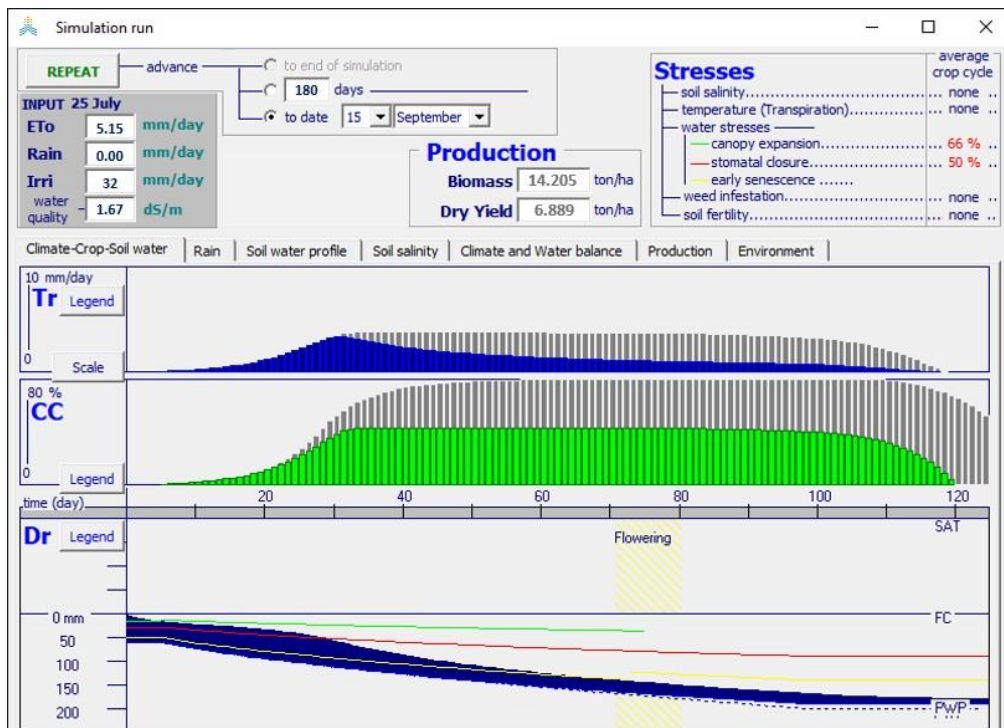 Simulation run
REPEAT
advance
to end of simulation
180 days
to date 15 September
INPUT 25 July
ETo 5.15 mm/day
Rain 0.00 mm/day
Irri 32 mm/day
water quality 1.67 dS/m
Production
Biomass 14.205 ton/ha
Dry Yield 6.889 ton/ha
Stresses
average crop cycle
soil salinity.................. none ..
temperature (Transpiration)........ none ..
water stresses
canopy expansion.................. 66 % ..
stomatal closure.................. 50 % ..
early senescence .......
weed infestation.................. none ..
soil fertility.................. none ..
Climate-Crop-Soil water Rain Soil water profile Soil salinity Climate and Water balance Production Environment
10 mm/day
Tr Legend
0
Scale
80 %
CC
0
Legend
time (day) 20 40 60 80 100 120
Dr Legend
SAT
Flowering
0 mm
FC
50
100
150
200
PWP